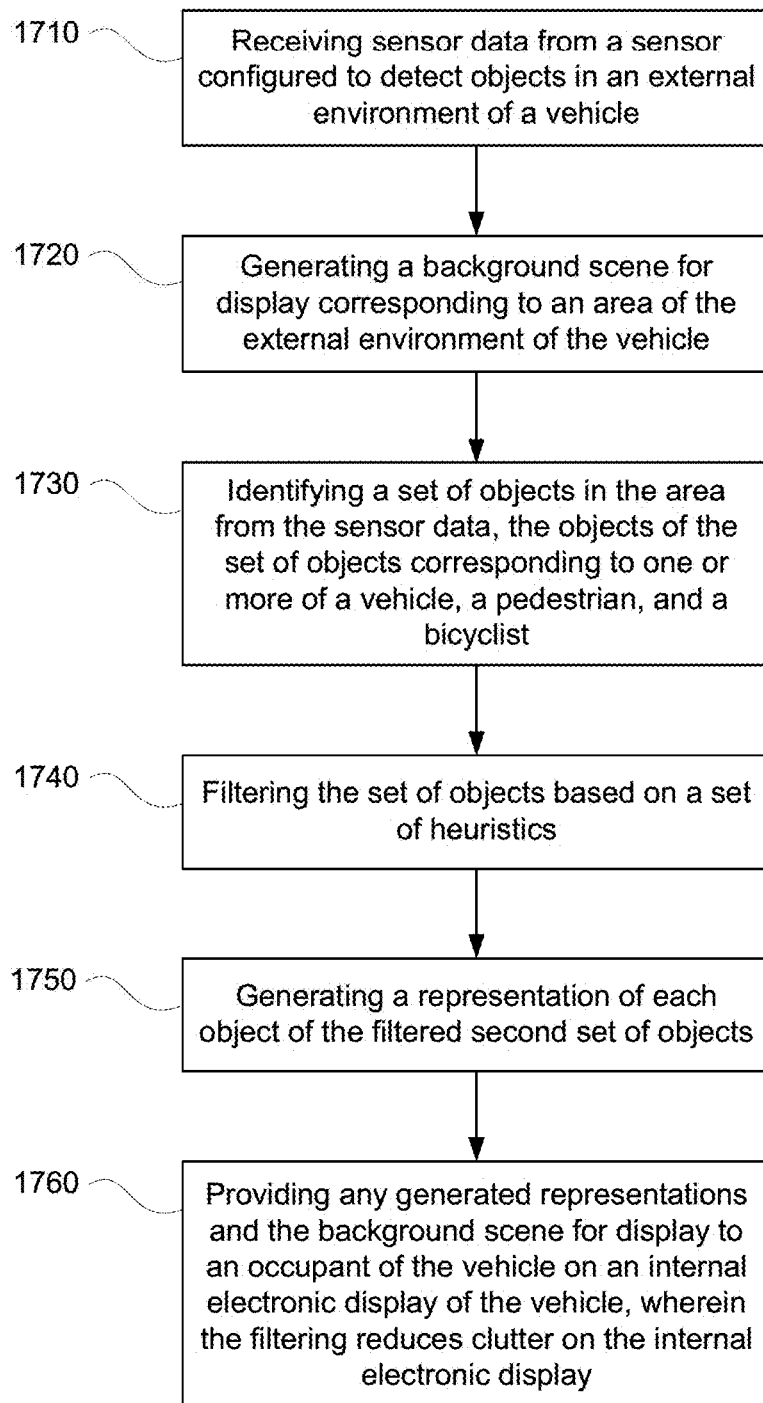 1710
Receiving sensor data from a sensor
configured to detect objects in an external
environment of a vehicle
1720
Generating a background scene for
display corresponding to an area of the
external environment of the vehicle
1730
Identifying a set of objects in the area
from the sensor data, the objects of the
set of objects corresponding to one or
more of a vehicle, a pedestrian, and a
bicyclist
1740
Filtering the set of objects based on a set
of heuristics
1750
Generating a representation of each
object of the filtered second set of objects
1760
Providing any generated representations
and the background scene for display to
an occupant of the vehicle on an internal
electronic display of the vehicle, wherein
the filtering reduces clutter on the internal
electronic display